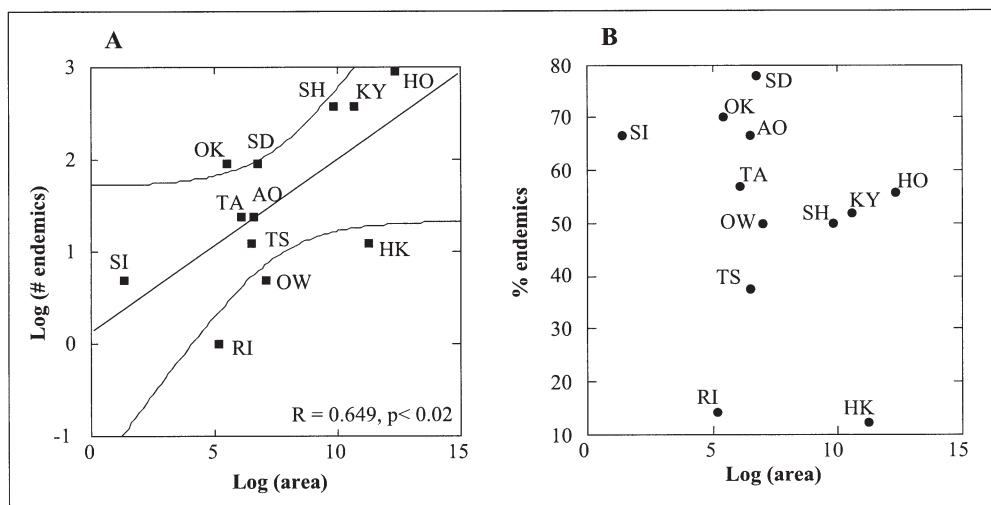 A
3
2
1
0
-1
Log (# endemics)
HO
SH
KY
OK
SD
TA
AO
TS
HK
SI
OW
RI
R = 0.649, p< 0.02
0
5
10
15
Log (area)
B
80
70
60
50
40
30
20
10
% endemics
SD
OK
SI
AO
TA
HO
OW
SH
KY
TS
RI
HK
0
5
10
15
Log (area)